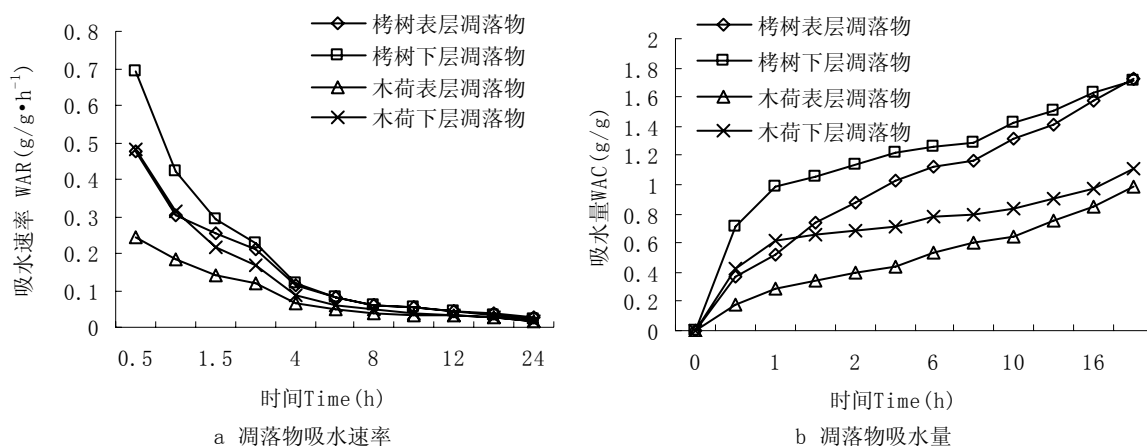 栲树表层凋落物
栲树下层凋落物
木荷表层凋落物
木荷下层凋落物
0.8
0.7
0.6
0.5
0.4
0.3
0.2
0.1
0
吸水速率 WAR(g/g•h⁻¹)
0.5 1.5 4 8 12 24
时间Time(h)
a 凋落物吸水速率
栲树表层凋落物
栲树下层凋落物
木荷表层凋落物
木荷下层凋落物
2
1.8
1.6
1.4
1.2
1
0.8
0.6
0.4
0.2
0
吸水量WAC(g/g)
0 1 2 6 10 16
时间Time(h)
b 凋落物吸水量